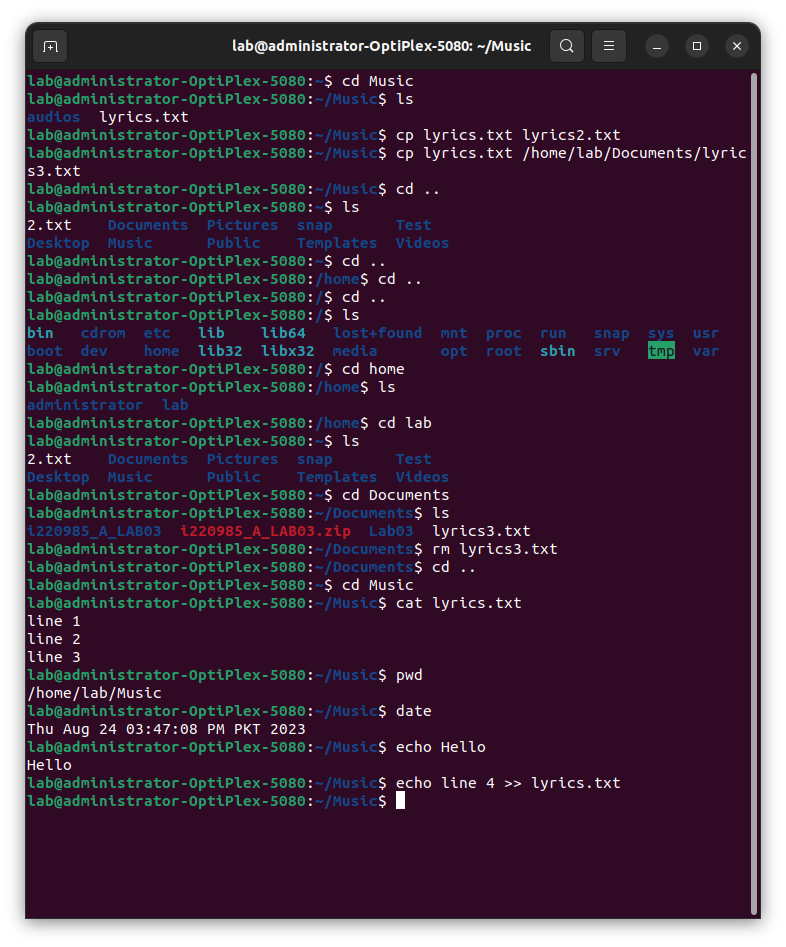 lab@administrator-OptiPlex-5080: ~/Music
lab@administrator-OptiPlex-5080:~$ cd Music
lab@administrator-OptiPlex-5080:~/Music$ ls
audios  lyrics.txt
lab@administrator-OptiPlex-5080:~/Music$ cp lyrics.txt lyrics2.txt
lab@administrator-OptiPlex-5080:~/Music$ cp lyrics.txt /home/lab/Documents/lyric
s3.txt
lab@administrator-OptiPlex-5080:~/Music$ cd ..
lab@administrator-OptiPlex-5080:~$ ls
2.txt    Documents  Pictures  snap       Test
Desktop  Music      Public    Templates  Videos
lab@administrator-OptiPlex-5080:~$ cd ..
lab@administrator-OptiPlex-5080:/home$ cd ..
lab@administrator-OptiPlex-5080:/$ cd ..
lab@administrator-OptiPlex-5080:/$ ls
bin   cdrom  etc   lib    lib64   lost+found  mnt  proc  run   snap  sys  usr
boot  dev    home  lib32  libx32  media       opt  root  sbin  srv   tmp  var
lab@administrator-OptiPlex-5080:/$ cd home
lab@administrator-OptiPlex-5080:/home$ ls
administrator  lab
lab@administrator-OptiPlex-5080:/home$ cd lab
lab@administrator-OptiPlex-5080:~$ ls
2.txt    Documents  Pictures  snap       Test
Desktop  Music      Public    Templates  Videos
lab@administrator-OptiPlex-5080:~$ cd Documents
lab@administrator-OptiPlex-5080:~/Documents$ ls
i220985_A_LAB03  i220985_A_LAB03.zip  Lab03  lyrics3.txt
lab@administrator-OptiPlex-5080:~/Documents$ rm lyrics3.txt
lab@administrator-OptiPlex-5080:~/Documents$ cd ..
lab@administrator-OptiPlex-5080:~$ cd Music
lab@administrator-OptiPlex-5080:~/Music$ cat lyrics.txt
line 1
line 2
line 3
lab@administrator-OptiPlex-5080:~/Music$ pwd
/home/lab/Music
lab@administrator-OptiPlex-5080:~/Music$ date
Thu Aug 24 03:47:08 PM PKT 2023
lab@administrator-OptiPlex-5080:~/Music$ echo Hello
Hello
lab@administrator-OptiPlex-5080:~/Music$ echo line 4 >> lyrics.txt
lab@administrator-OptiPlex-5080:~/Music$